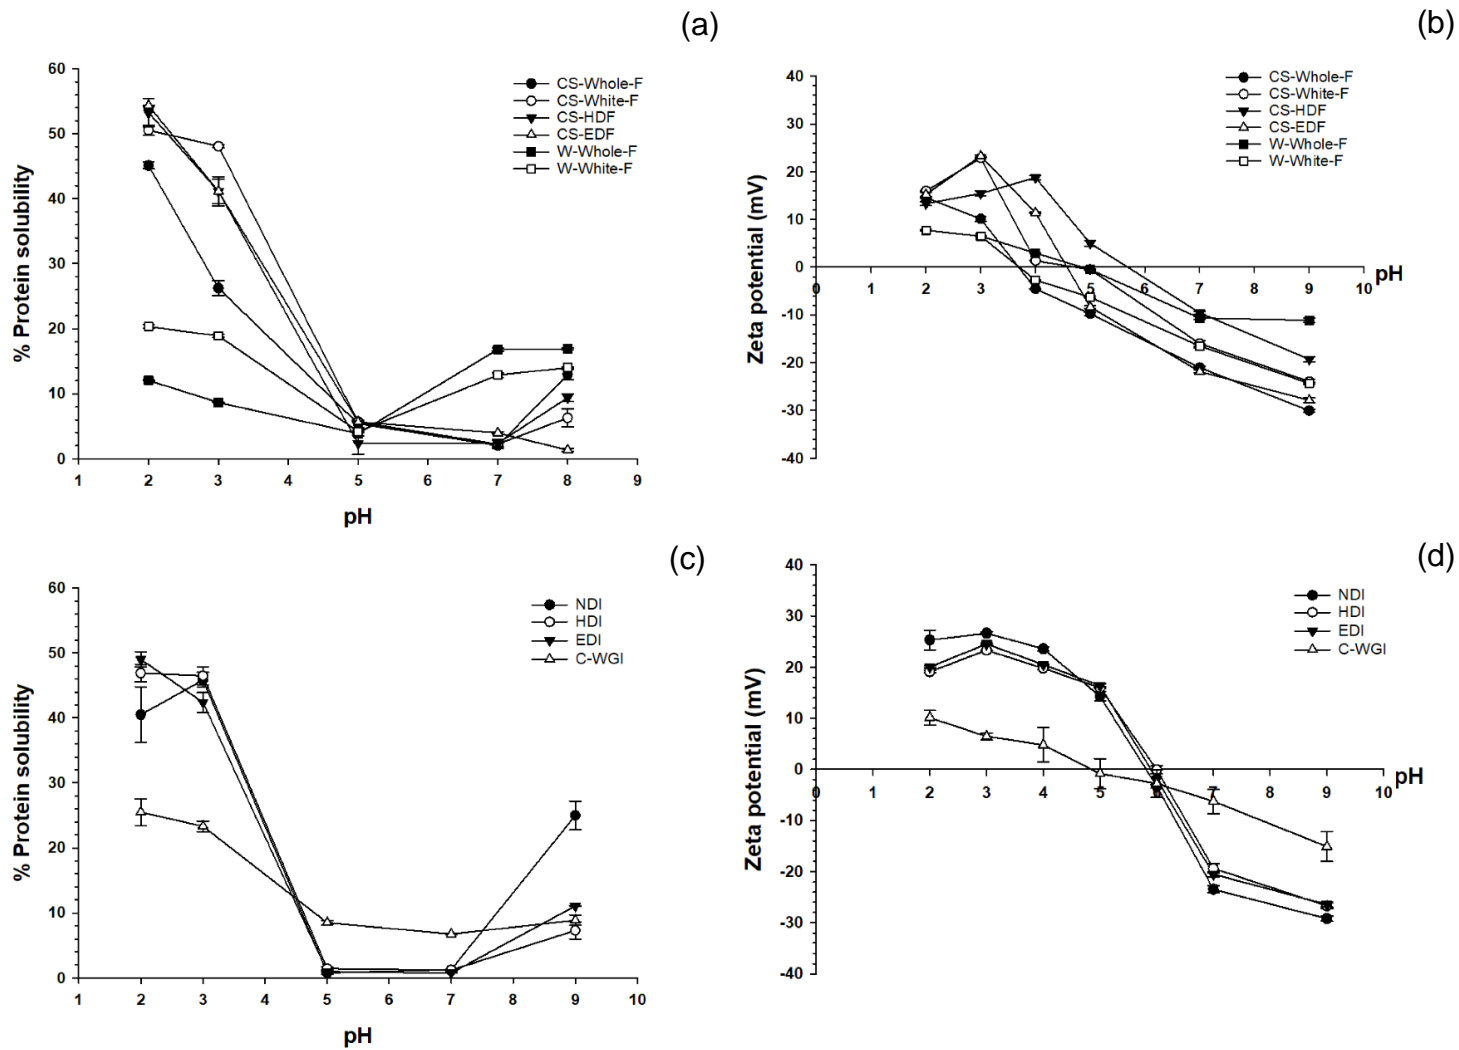 (a)
60
50
40
30
20
10
0
% Protein solubility
1 2 3 4 5 6 7 8 9
pH
CS-Whole-F
CS-White-F
CS-HDF
CS-EDF
W-Whole-F
W-White-F
(b)
40
30
20
10
0
-10
-20
-30
-40
Zeta potential (mV)
0 1 2 3 4 5 6 7 8 9 10
pH
CS-Whole-F
CS-White-F
CS-HDF
CS-EDF
W-Whole-F
W-White-F
(c)
60
50
40
30
20
10
0
% Protein solubility
1 2 3 4 5 6 7 8 9 10
pH
NDI
HDI
EDI
C-WGI
(d)
40
30
20
10
0
-10
-20
-30
-40
Zeta potential (mV)
0 1 2 3 4 5 6 7 8 9 10
pH
NDI
HDI
EDI
C-WGI